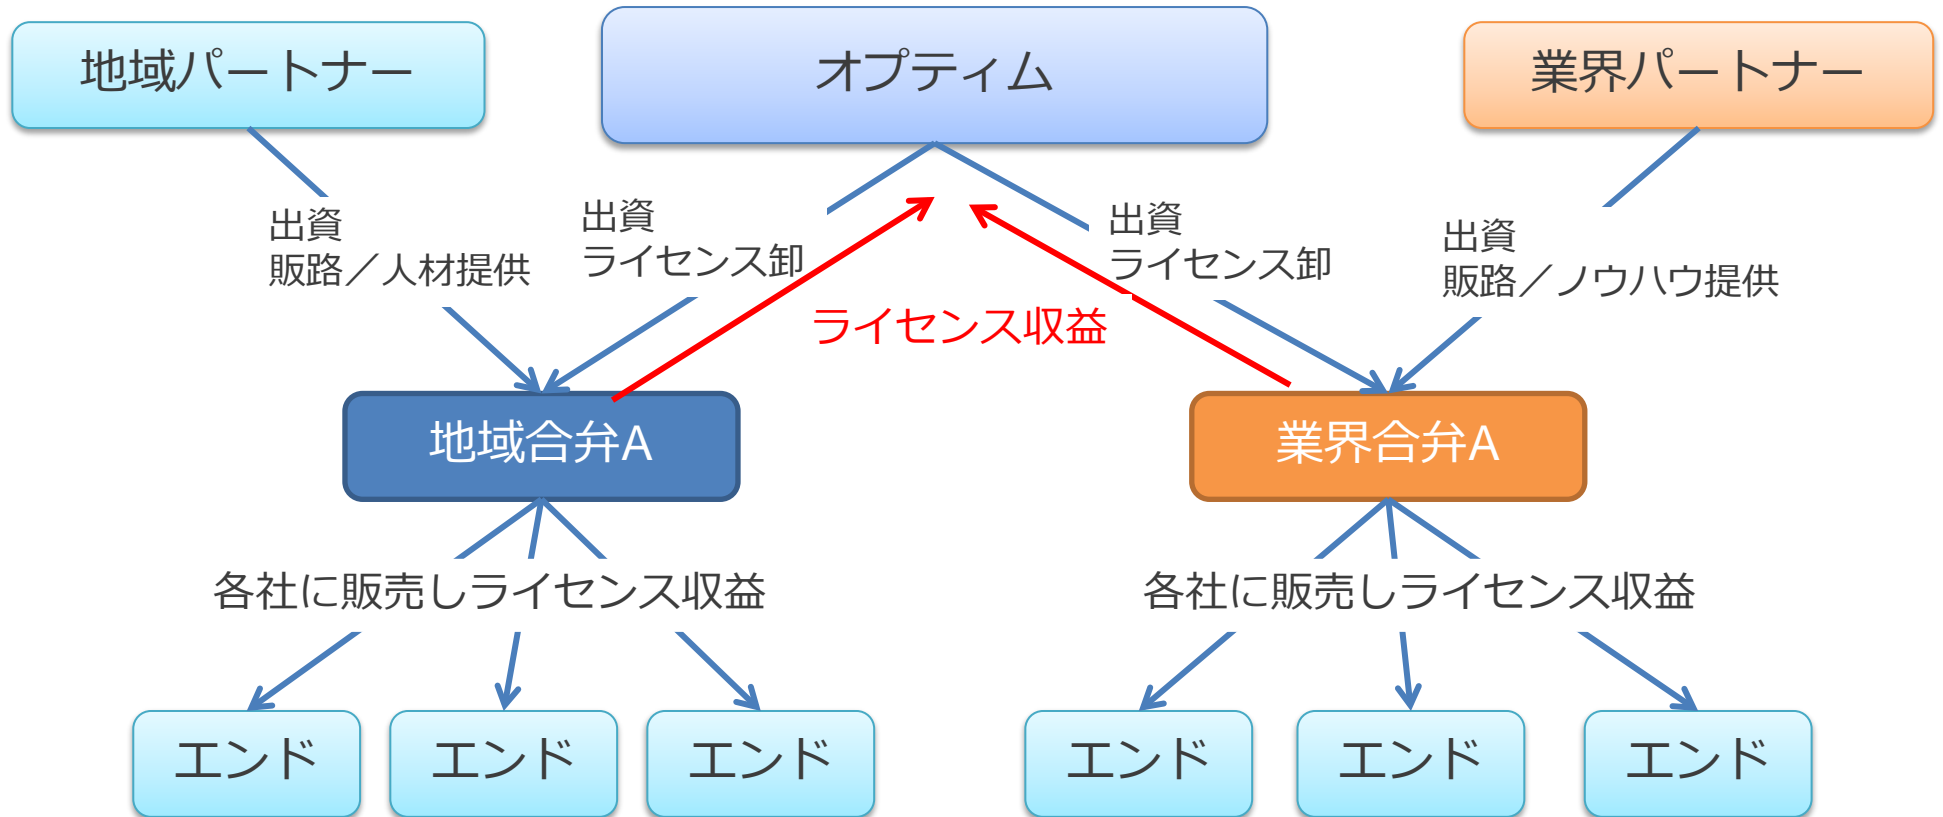 地域パートナー
オプティム
業界パートナー
出資
販路／人材提供
出資
ライセンス卸
出資
ライセンス卸
出資
販路／ノウハウ提供
ライセンス収益
地域合弁A
業界合弁A
各社に販売しライセンス収益
各社に販売しライセンス収益
エンド
エンド
エンド
エンド
エンド
エンド